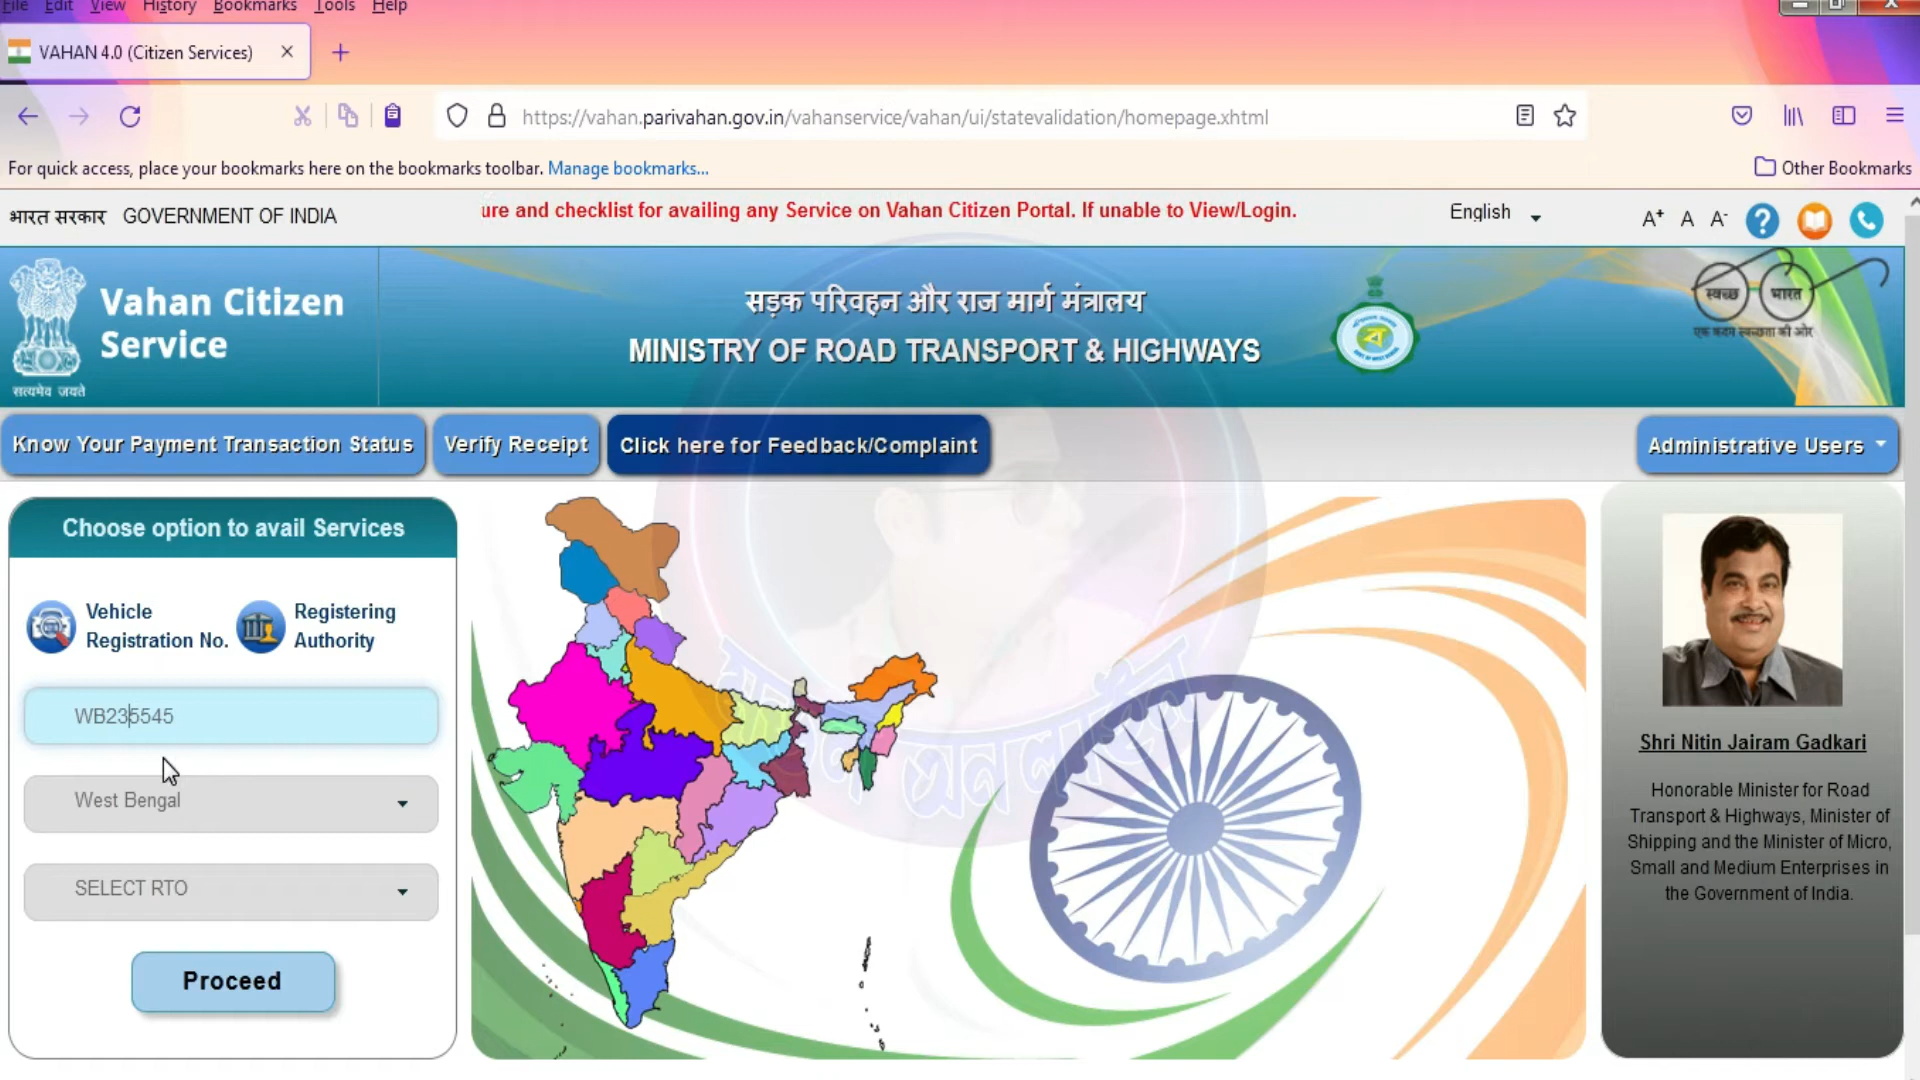 File Edit View History Bookmarks Tools Help
VAHAN 4.0 (Citizen Services)
https://vahan.parivahan.gov.in/vahanservice/vahan/ui/statevalidation/homepage.xhtml
For quick access, place your bookmarks here on the bookmarks toolbar. Manage bookmarks...
Other Bookmarks
भारत सरकार GOVERNMENT OF INDIA
ure and checklist for availing any Service on Vahan Citizen Portal. If unable to View/Login.
English
A+ A A-
Vahan Citizen
Service
सत्यमेव जयते
सड़क परिवहन और राज मार्ग मंत्रालय
MINISTRY OF ROAD TRANSPORT & HIGHWAYS
स्वच्छ भारत
एक कदम स्वच्छता की ओर
Know Your Payment Transaction Status
Verify Receipt
Click here for Feedback/Complaint
Administrative Users
Choose option to avail Services
Vehicle
Registration No.
Registering
Authority
WB235545
West Bengal
SELECT RTO
Proceed
Shri Nitin Jairam Gadkari
Honorable Minister for Road
Transport & Highways, Minister of
Shipping and the Minister of Micro,
Small and Medium Enterprises in
the Government of India.